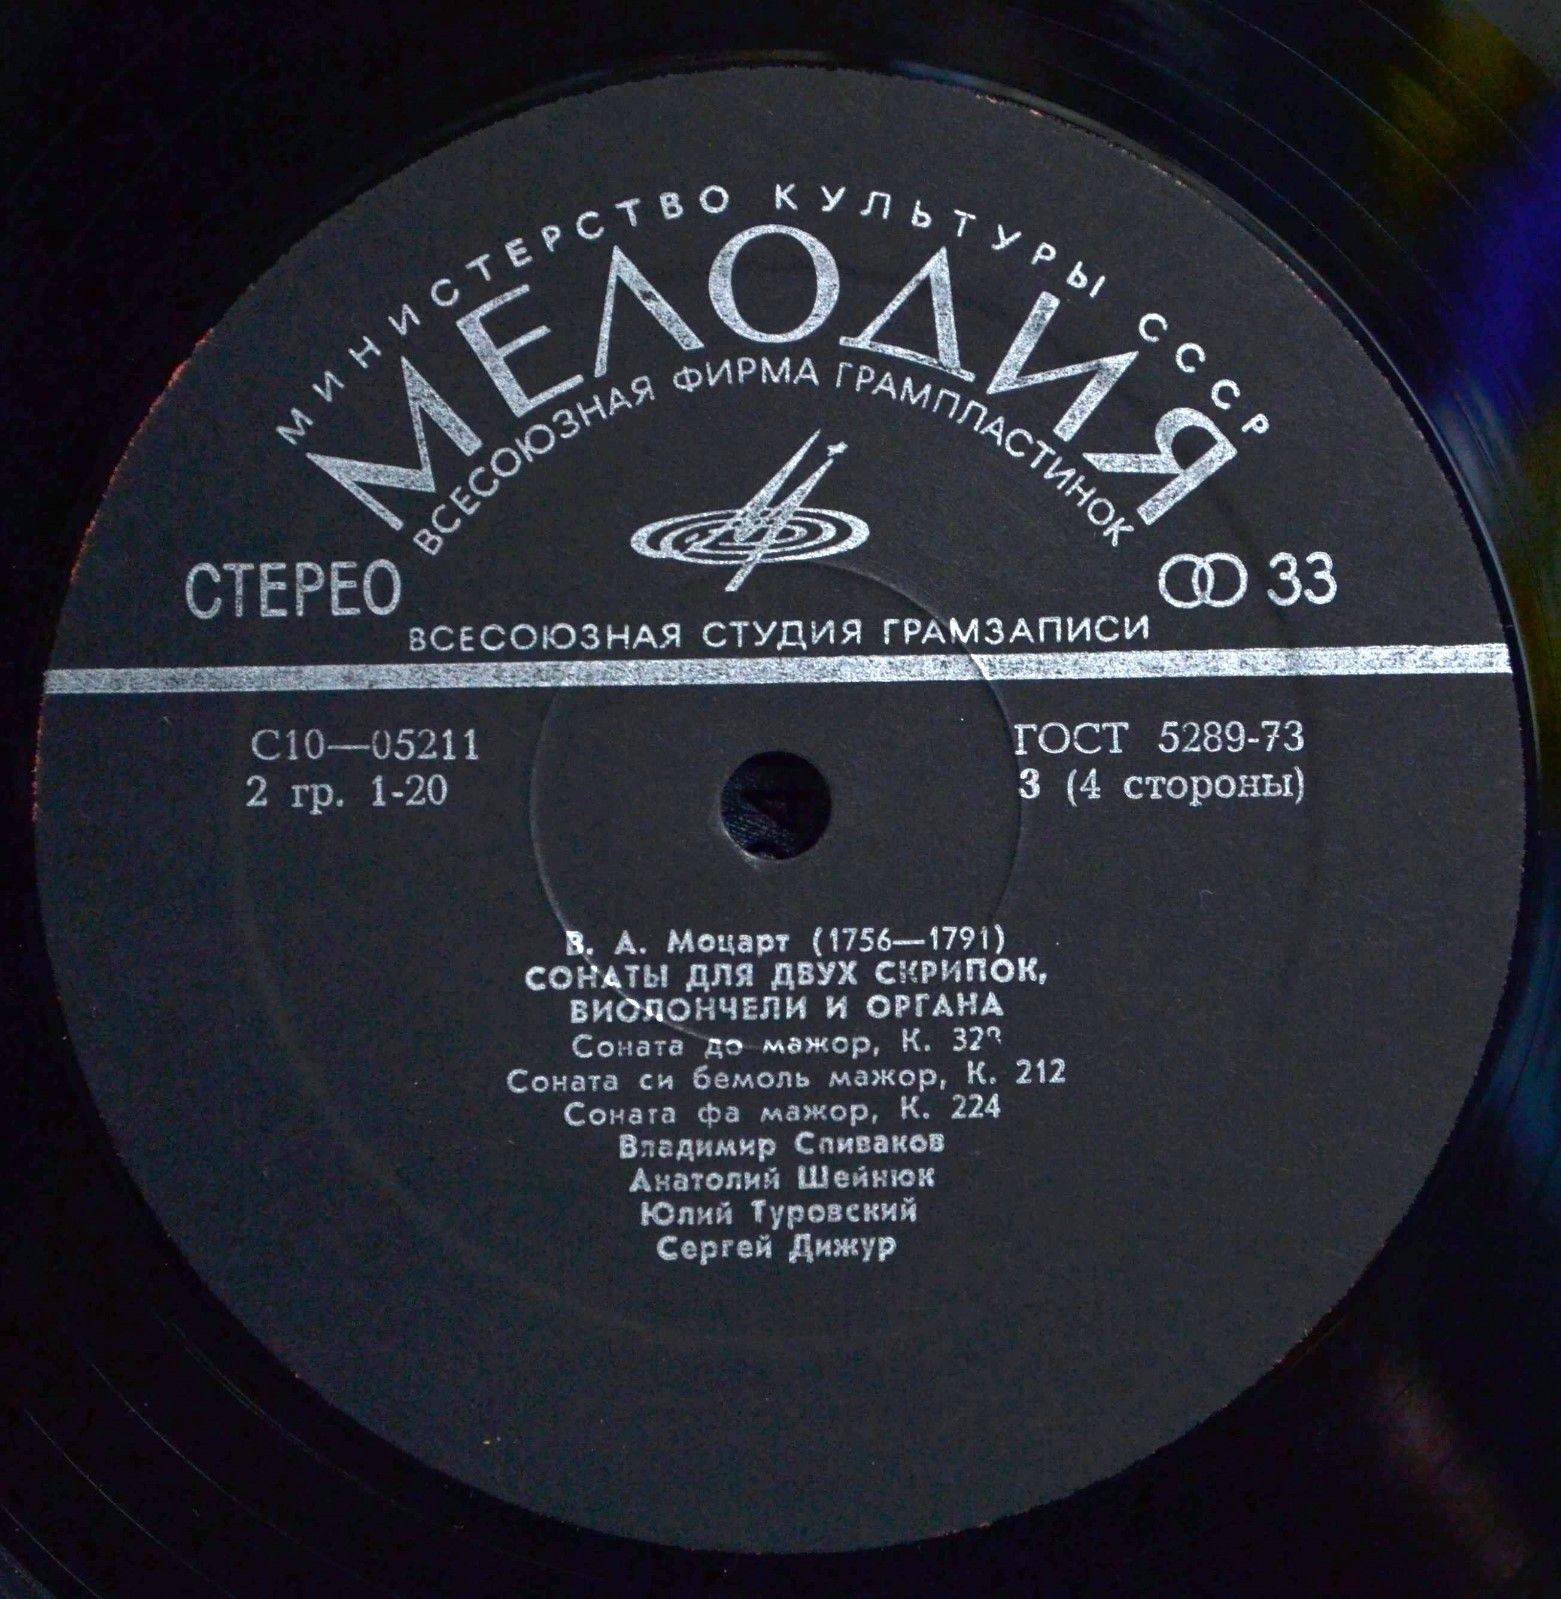 МИНИСТЕРСТВО КУЛЬТУРЫ СССР
МЕЛОДИЯ
ВСЕСОЮЗНАЯ ФИРМА ГРАМПЛАСТИНОК
СТЕРЕО
33
ВСЕСОЮЗНАЯ СТУДИЯ ГРАМЗАПИСИ
С10—05211
ГОСТ 5289-73
2 гр. 1-20
3 (4 стороны)
В. А. Моцарт (1756—1791)
СОНАТЫ ДЛЯ ДВУХ СКРИПОК,
ВИОЛОНЧЕЛИ И ОРГАНА
Соната до мажор, К.
Соната си бемоль мажор, К. 212
Соната фа мажор, К. 224
Владимир Спиваков
Анатолий Шейнюк
Юлий Туровский
Сергей Дижур